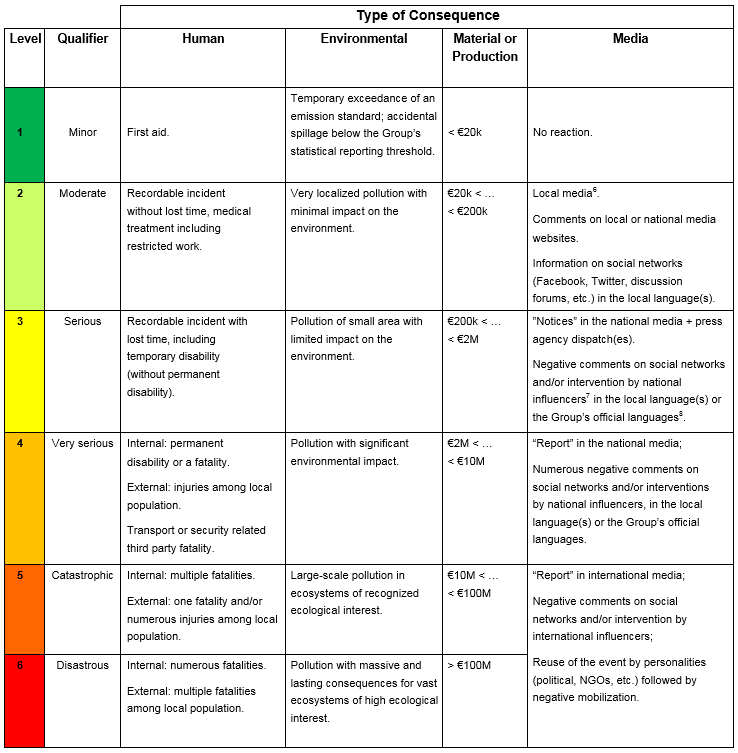 Type of Consequence
Level
Qualifier
Human
Environmental
Material or
Production
Media
1
Minor
First aid.
Temporary exceedance of an
emission standard; accidental
spillage below the Group's
statistical reporting threshold.
< €20k
No reaction.
2
Moderate
Recordable incident
without lost time, medical
treatment including
restricted work.
Very localized pollution with
minimal impact on the
environment.
€20k < …
< €200k
Local media⁶.
Comments on local or national media
websites.
Information on social networks
(Facebook, Twitter, discussion
forums, etc.) in the local language(s).
3
Serious
Recordable incident with
lost time, including
temporary disability
(without permanent
disability).
Pollution of small area with
limited impact on the
environment.
€200k < …
< €2M
"Notices" in the national media + press
agency dispatch(es).
Negative comments on social networks
and/or intervention by national
influencers⁷ in the local language(s) or
the Group's official languages⁸.
4
Very serious
Internal: permanent
disability or a fatality.
External: injuries among local
population.
Transport or security related
third party fatality.
Pollution with significant
environmental impact.
€2M < …
< €10M
"Report" in the national media;
Numerous negative comments on
social networks and/or interventions
by national influencers, in the local
language(s) or the Group's official
languages.
5
Catastrophic
Internal: multiple fatalities.
External: one fatality and/or
numerous injuries among local
population.
Large-scale pollution in
ecosystems of recognized
ecological interest.
€10M < …
< €100M
"Report" in international media;
Negative comments on social
networks and/or intervention by
international influencers;
Reuse of the event by personalities
(political, NGOs, etc.) followed by
negative mobilization.
6
Disastrous
Internal: numerous fatalities.
External: multiple fatalities
among local population.
Pollution with massive and
lasting consequences for vast
ecosystems of high ecological
interest.
> €100M